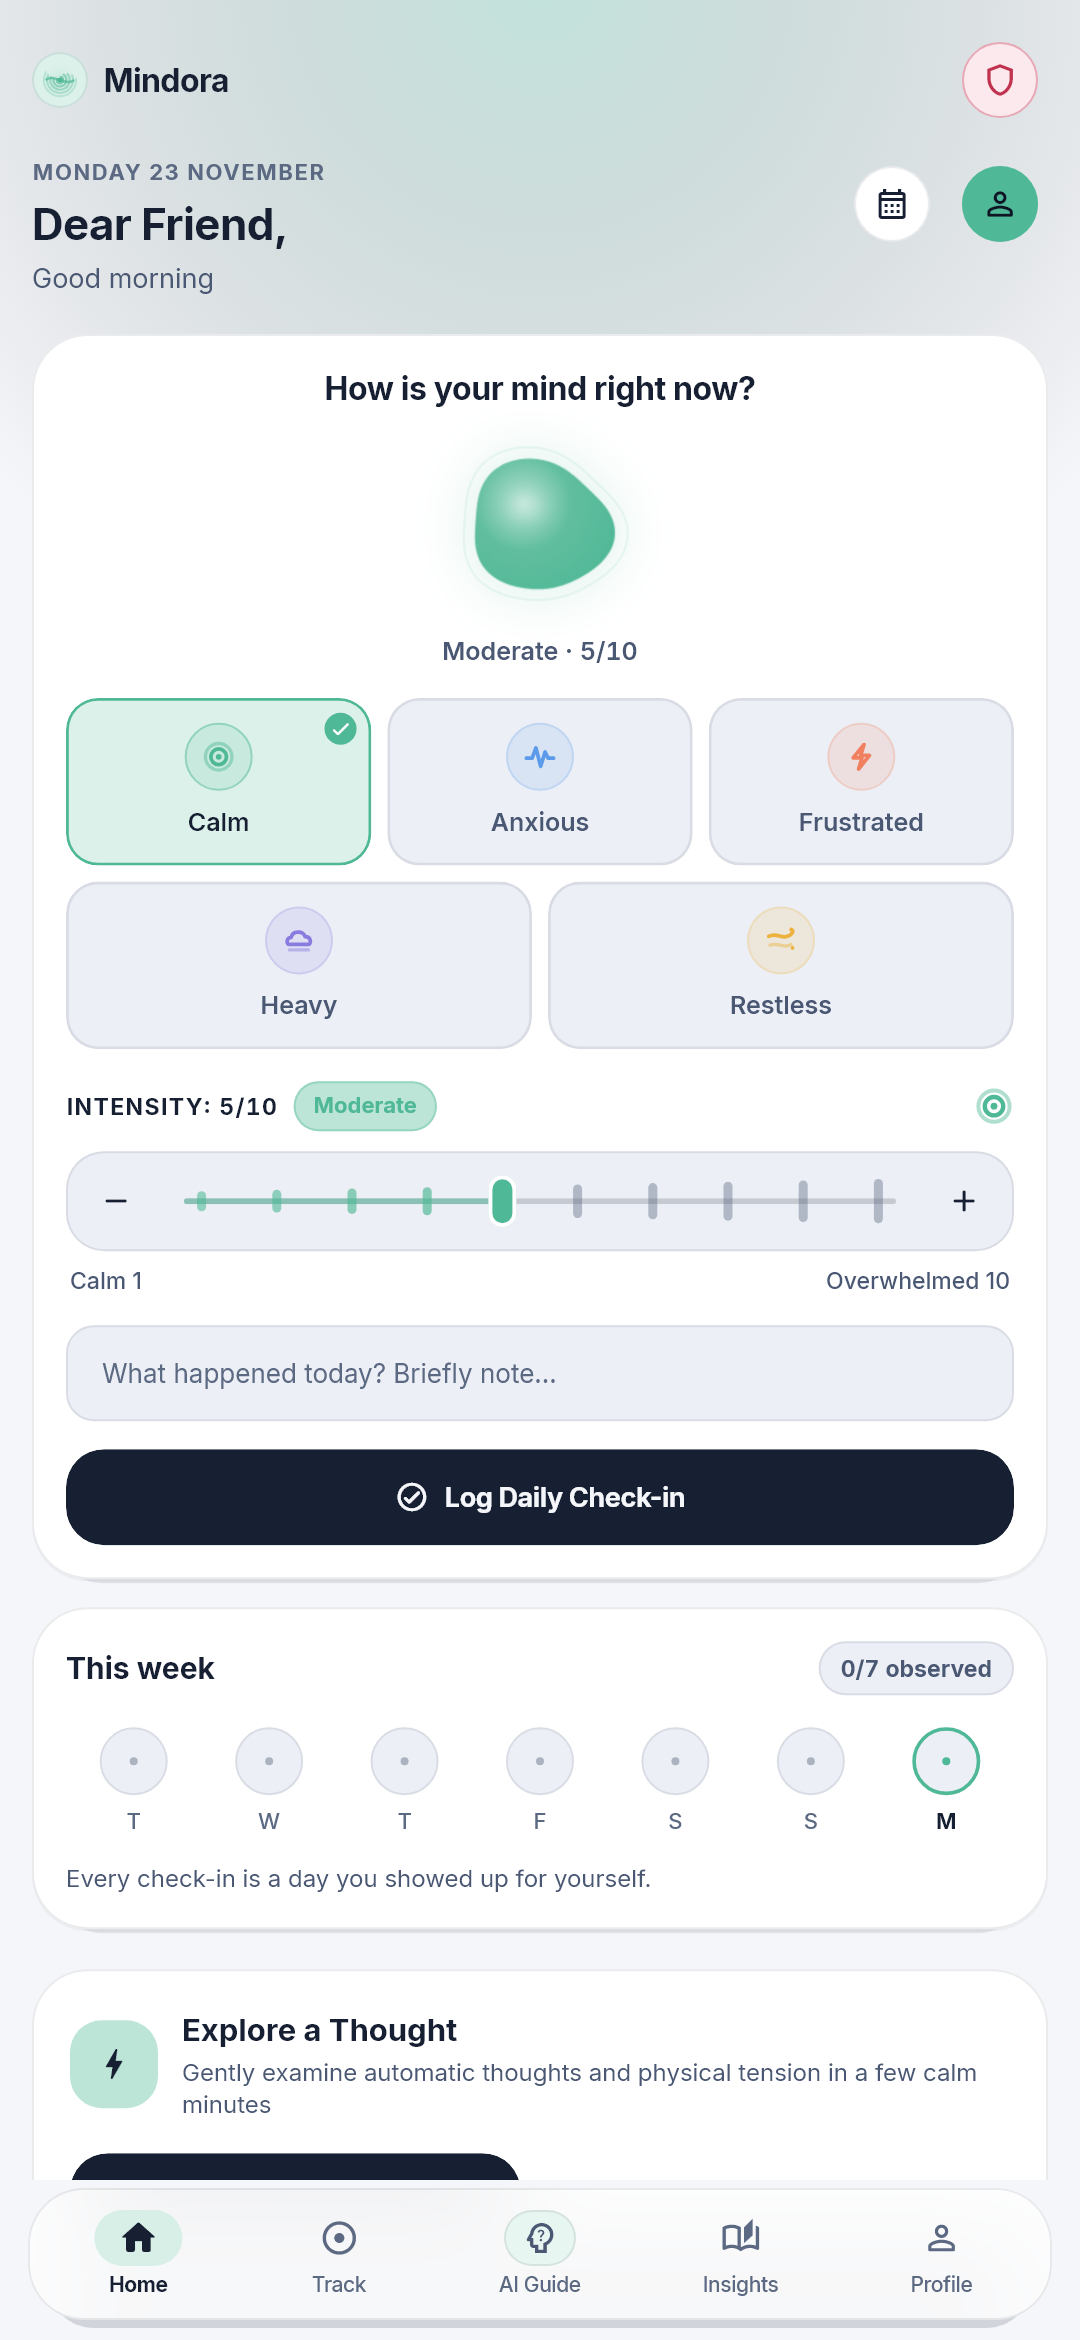 Mindora
MONDAY 23 NOVEMBER
Dear Friend,
Good morning
How is your mind right now?
Moderate · 5/10
Calm
Anxious
Frustrated
Heavy
Restless
INTENSITY: 5/10
Moderate
Calm 1
Overwhelmed 10
What happened today? Briefly note...
Log Daily Check-in
This week
0/7 observed
T
W
T
F
S
S
M
Every check-in is a day you showed up for yourself.
Explore a Thought
Gently examine automatic thoughts and physical tension in a few calm
minutes
Home
Track
AI Guide
Insights
Profile